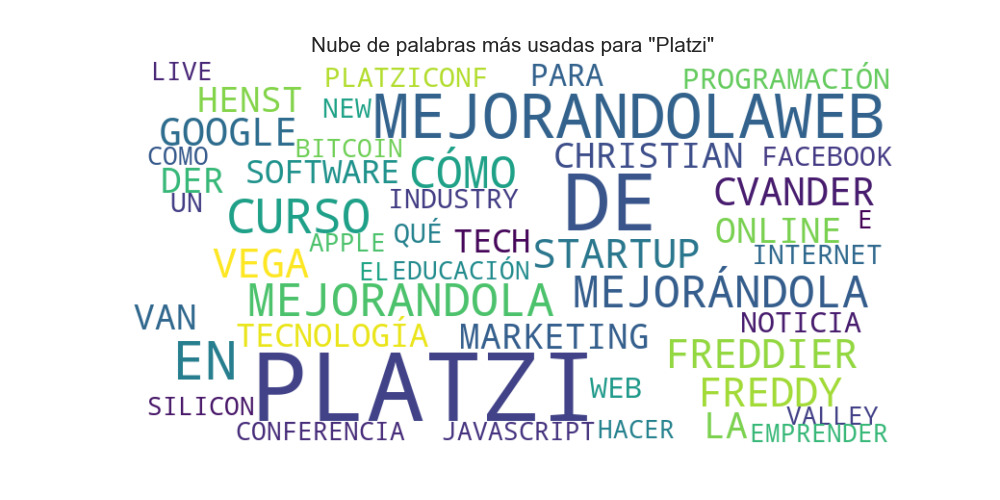 Nube de palabras más usadas para "Platzi"
LIVE
PLATZICONF
PARA
PROGRAMACIÓN
HENST
NEW
MEJORANDOLAWEB
GOOGLE
BITCOIN
CHRISTIAN
FACEBOOK
COMO
SOFTWARE
CÓMO
DER
UN
INDUSTRY
DE
CVANDER
CURSO
E
APPLE
QUÉ
TECH
ONLINE
VEGA
EL
EDUCACIÓN
STARTUP
INTERNET
MEJORANDOLA
MEJORÁNDOLA
VAN
TECNOLOGÍA
MARKETING
NOTICIA
EN
PLATZI
FREDDIER
WEB
FREDDY
SILICON
VALLEY
CONFERENCIA
JAVASCRIPT
HACER
LA
EMPRENDER